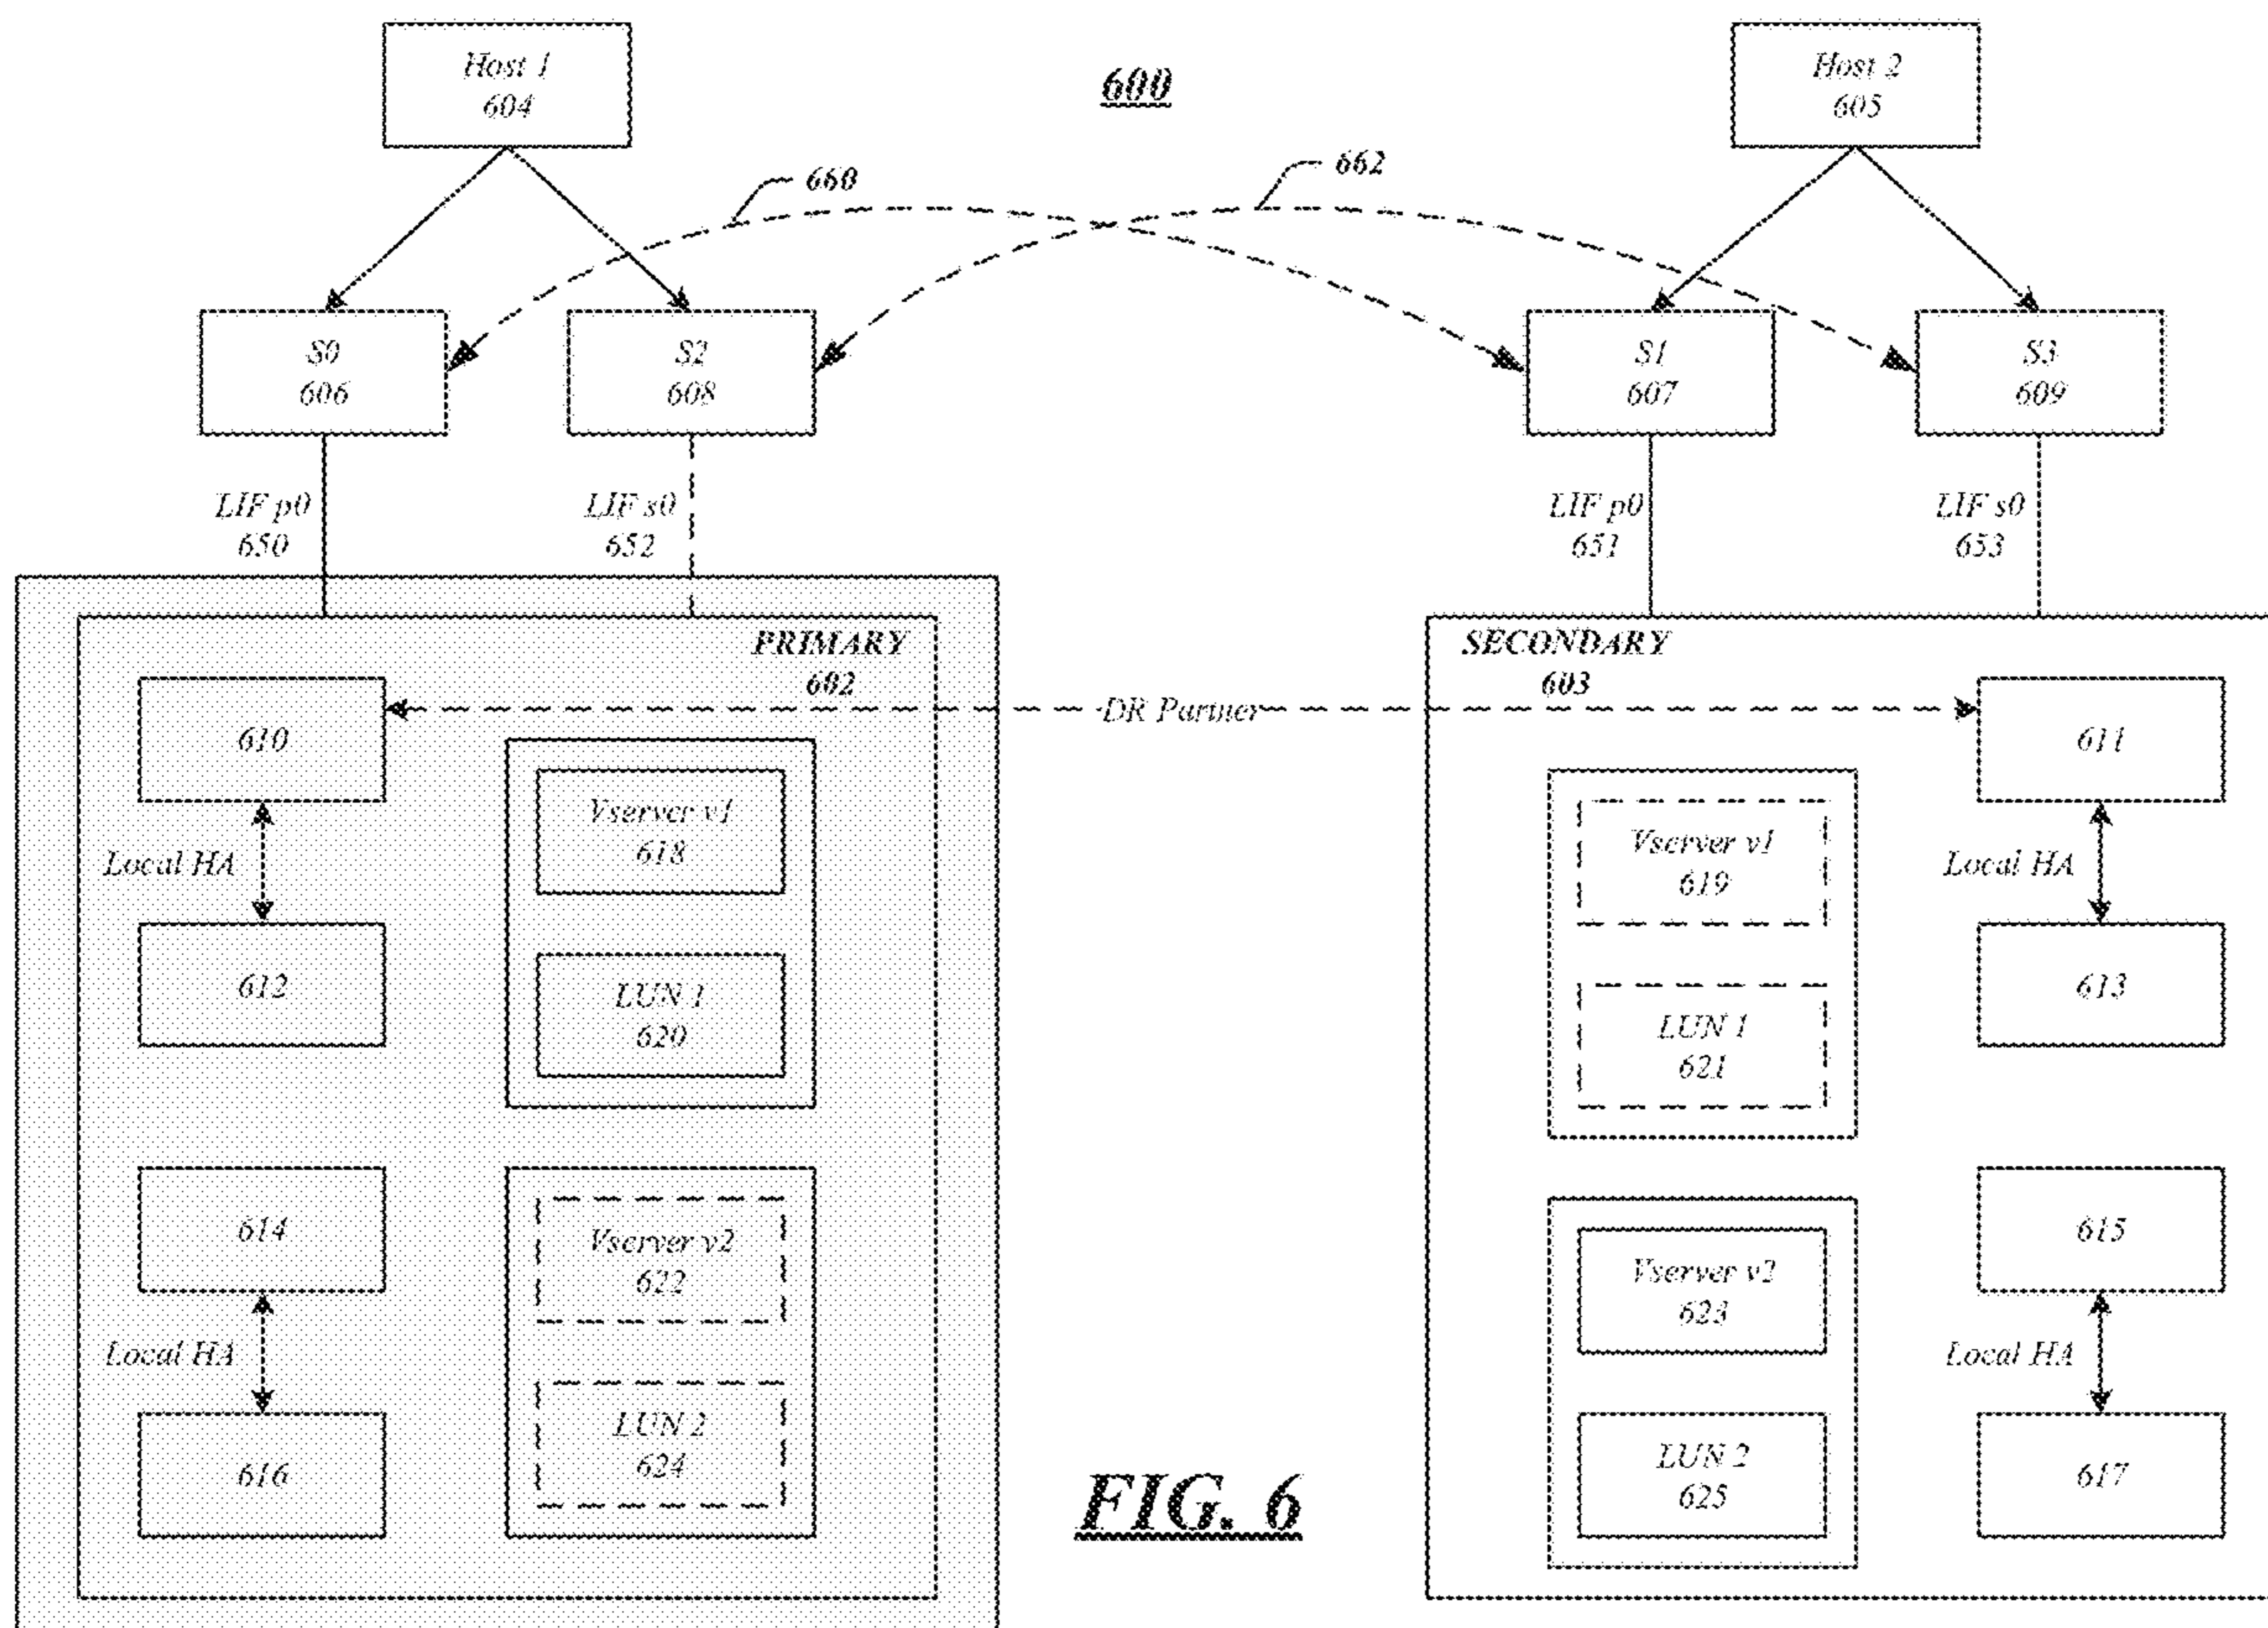 Host 1
604
600
Host 2
605
660
662
S0
606
S2
608
S1
607
S3
609
LIF p0
650
LIF s0
652
LIF p0
651
LIF s0
653
PRIMARY
602
SECONDARY
603
DR Partner
610
Local HA
612
614
Local HA
616
Vserver v1
618
LUN 1
620
Vserver v2
622
LUN 2
624
Vserver v1
619
LUN 1
621
Vserver v2
623
LUN 2
625
611
Local HA
613
615
Local HA
617
FIG. 6